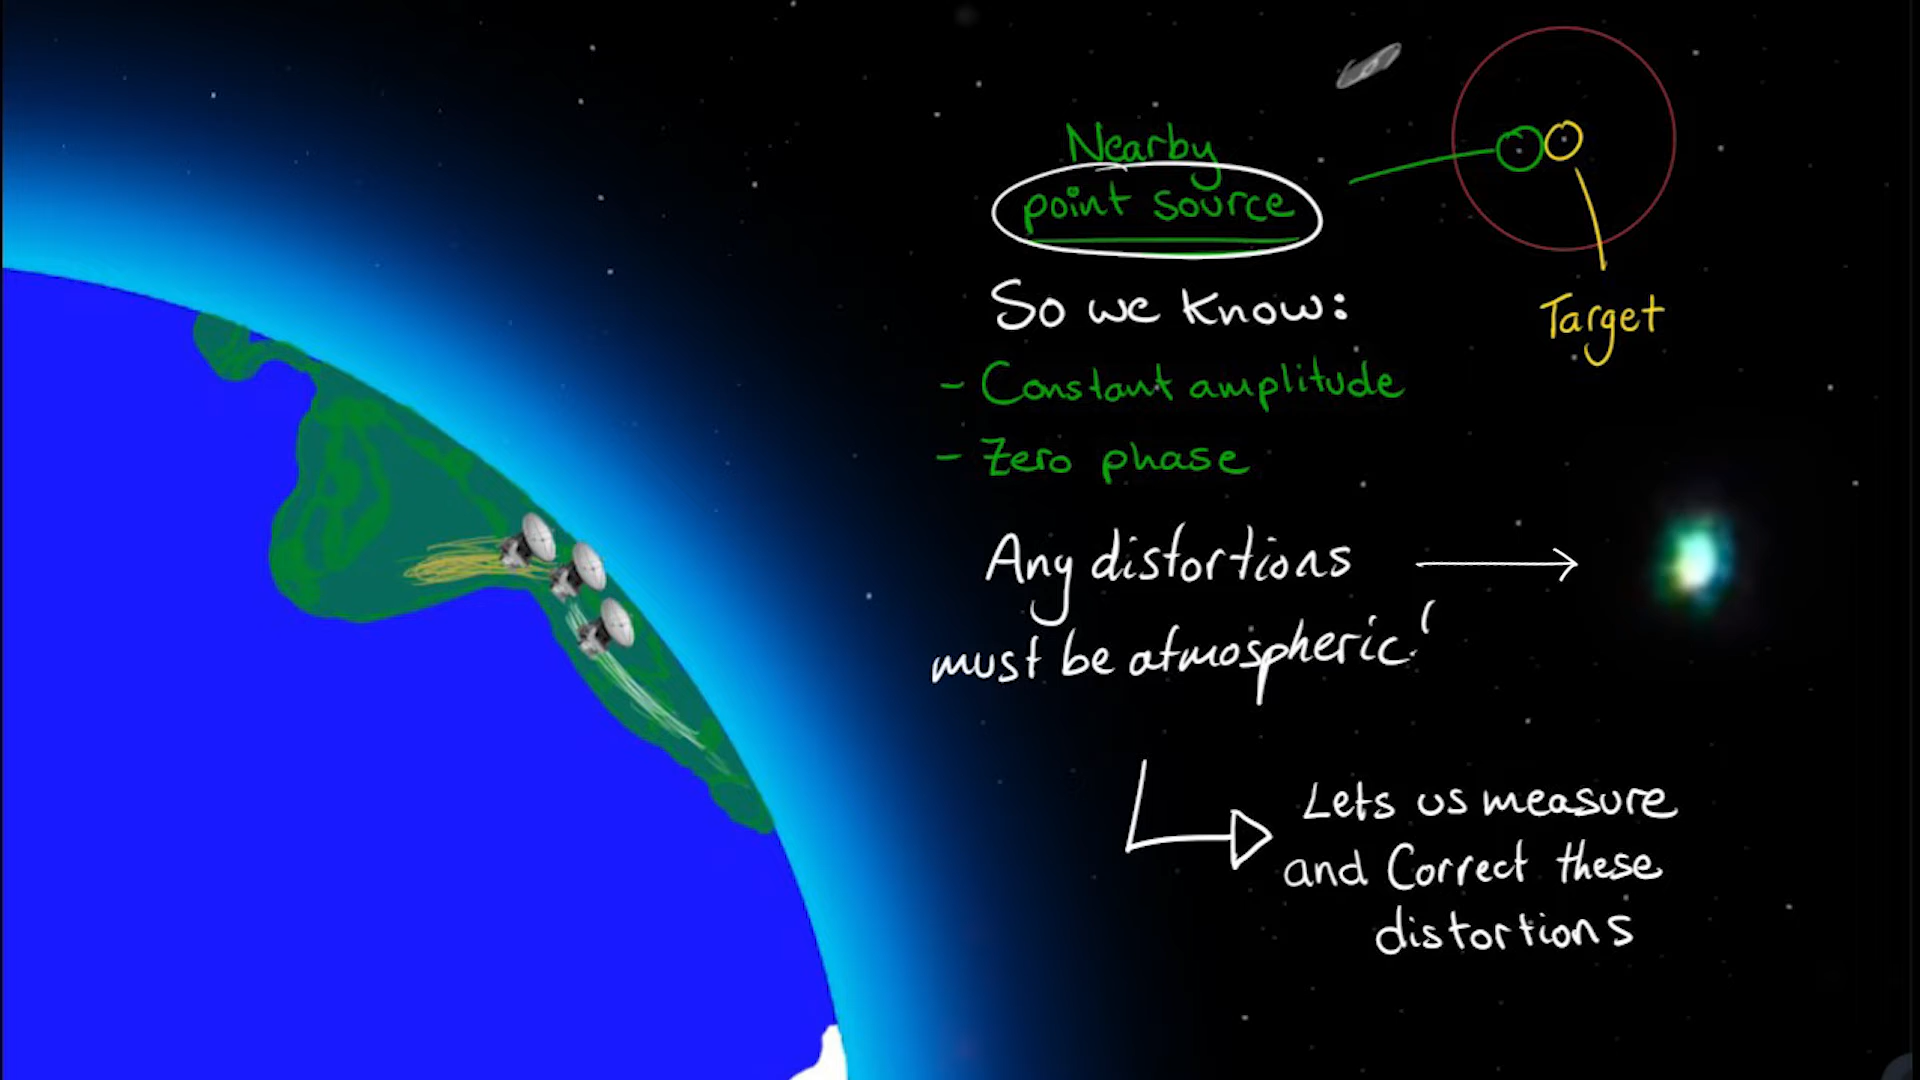 Nearby
point source
Target
So we know:
- Constant amplitude
- Zero phase
Any distortions
must be atmospheric!
Lets us measure
and Correct these
distortions